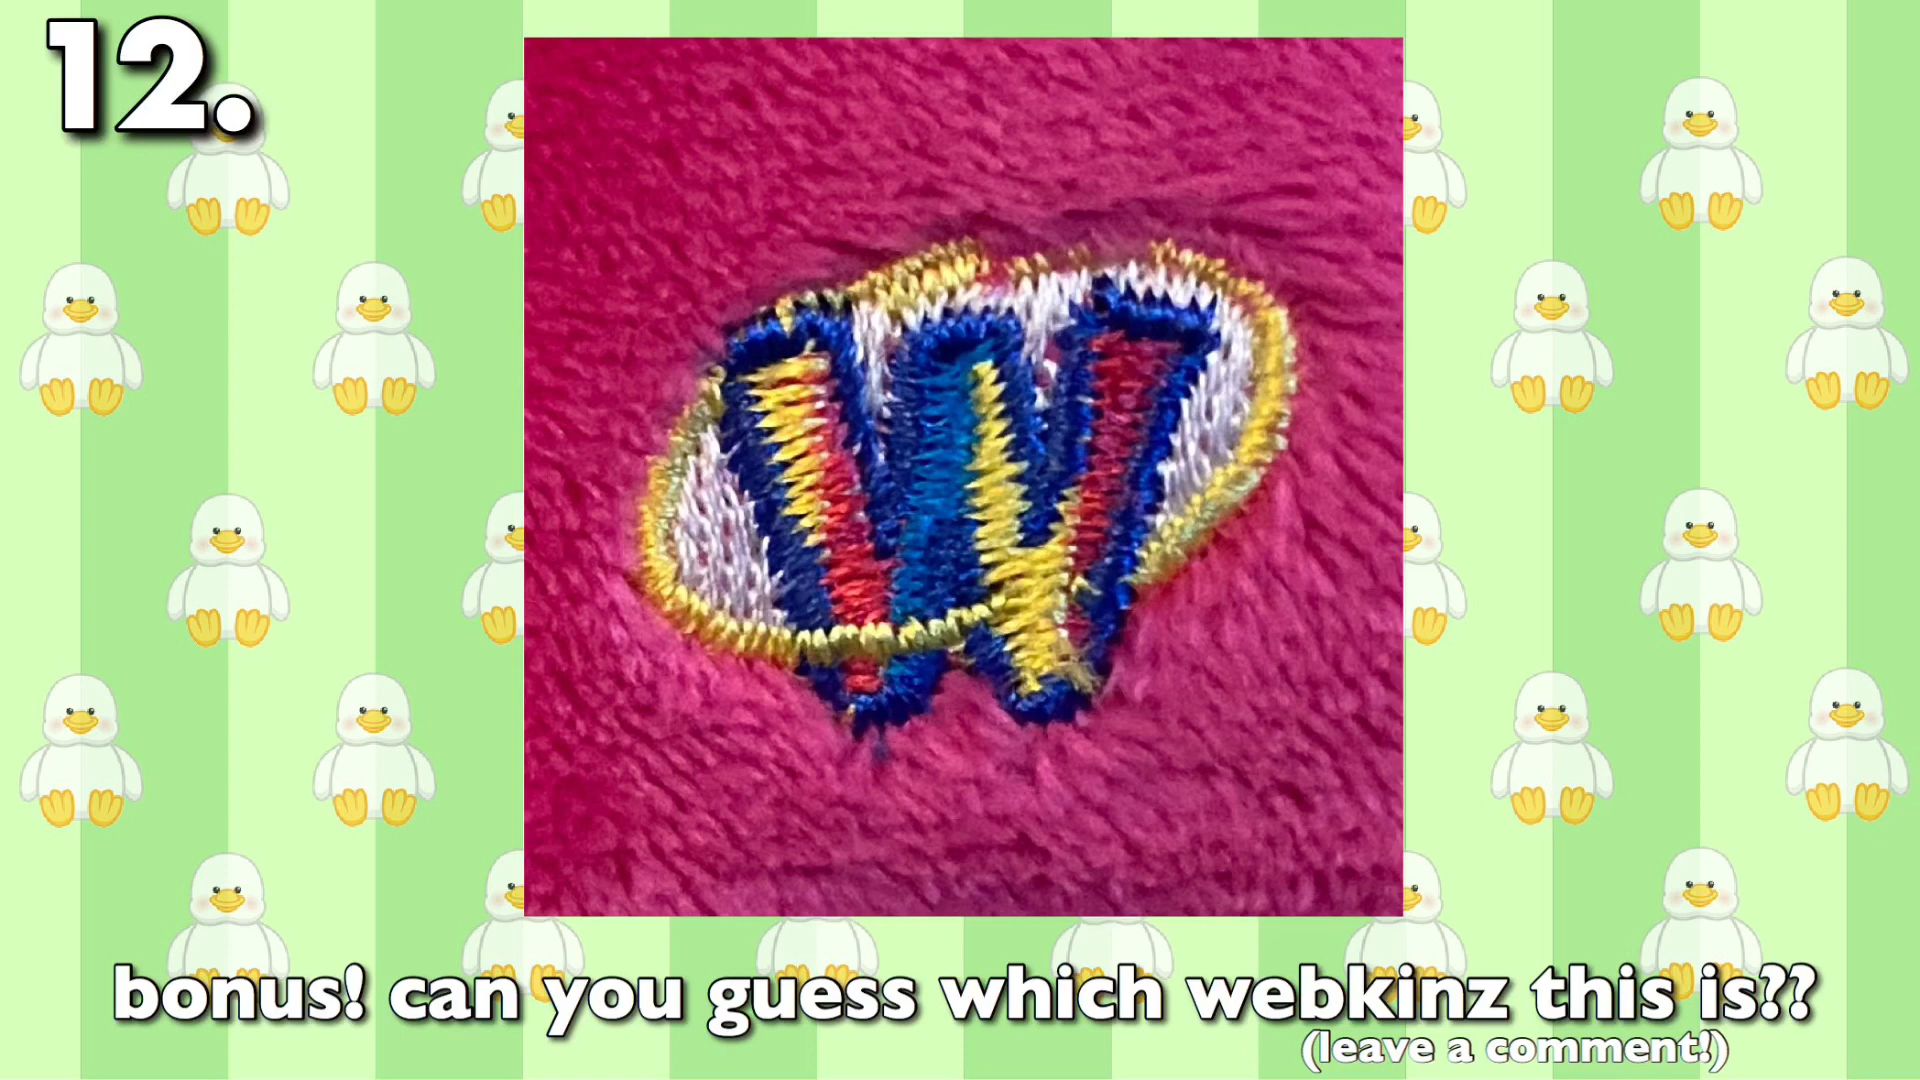 12.
W
bonus! can you guess which webkinz this is??
(leave a comment!)